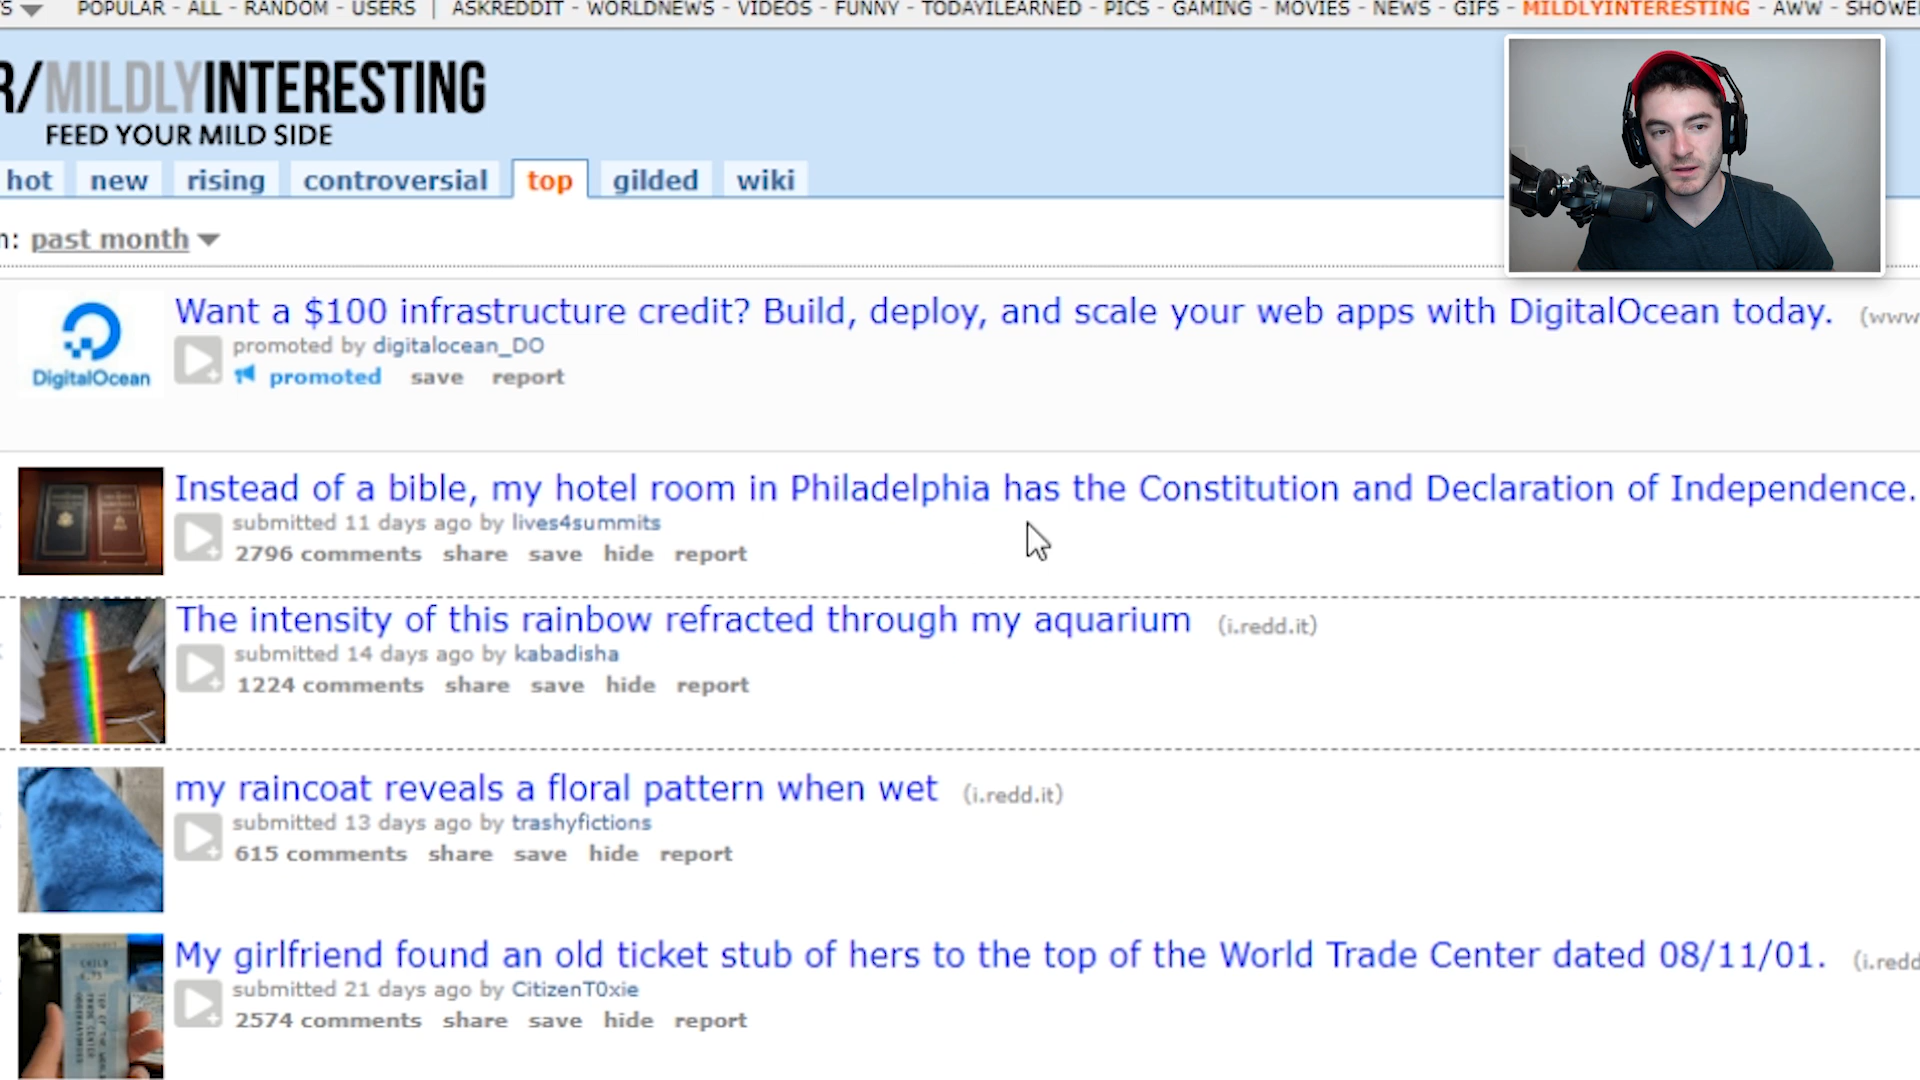 POPULAR - ALL - RANDOM - USERS | ASKREDDIT - WORLDNEWS - VIDEOS - FUNNY - TODAYILEARNED - PICS - GAMING - MOVIES - NEWS - GIFS - MILDLYINTERESTING - AWW - SHOWE
R/MILDLYINTERESTING
FEED YOUR MILD SIDE
hot new rising controversial top gilded wiki
past month
DigitalOcean
Want a $100 infrastructure credit? Build, deploy, and scale your web apps with DigitalOcean today. (www
promoted by digitalocean_DO
promoted save report
Instead of a bible, my hotel room in Philadelphia has the Constitution and Declaration of Independence.
submitted 11 days ago by lives4summits
2796 comments share save hide report
The intensity of this rainbow refracted through my aquarium (i.redd.it)
submitted 14 days ago by kabadisha
1224 comments share save hide report
my raincoat reveals a floral pattern when wet (i.redd.it)
submitted 13 days ago by trashyfictions
615 comments share save hide report
My girlfriend found an old ticket stub of hers to the top of the World Trade Center dated 08/11/01. (i.redd
submitted 21 days ago by CitizenT0xie
2574 comments share save hide report